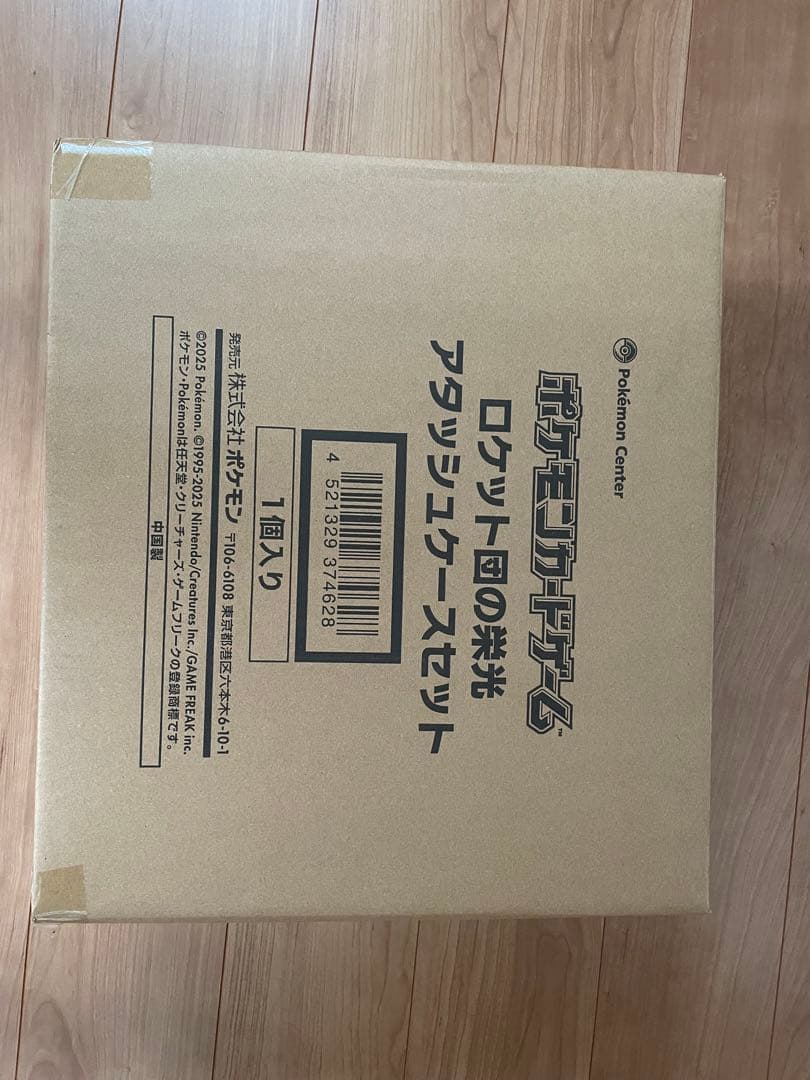 Pokémon Center
ポケモンカードゲーム™
ロケット団の栄光
アタッシュケースセット
4 521329 374628
1個入り
発売元 株式会社 ポケモン 〒106-6108 東京都港区六本木6-10-1
©2025 Pokémon. ©1995-2025 Nintendo/Creatures Inc./GAME FREAK inc.
ポケモン・Pokémonは任天堂・クリーチャーズ・ゲームフリークの登録商標です。
中国製